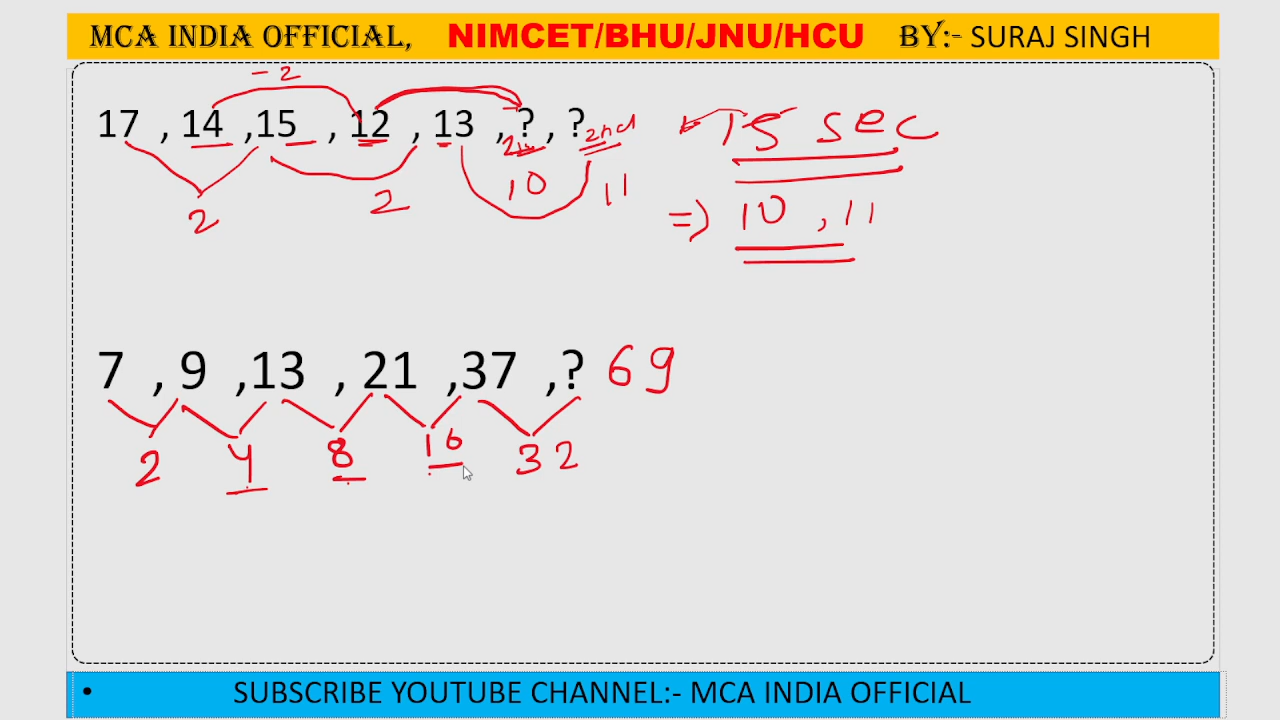 MCA INDIA OFFICIAL, NIMCET/BHU/JNU/HCU BY:- SURAJ SINGH
-2
17 , 14 ,15 , 12 , 13 , ? , ? 15 sec
2nd
10 11
2 2
=> 10 , 11
7 , 9 ,13 , 21 ,37 ,? 69
2 4 8 16 32
• SUBSCRIBE YOUTUBE CHANNEL:- MCA INDIA OFFICIAL